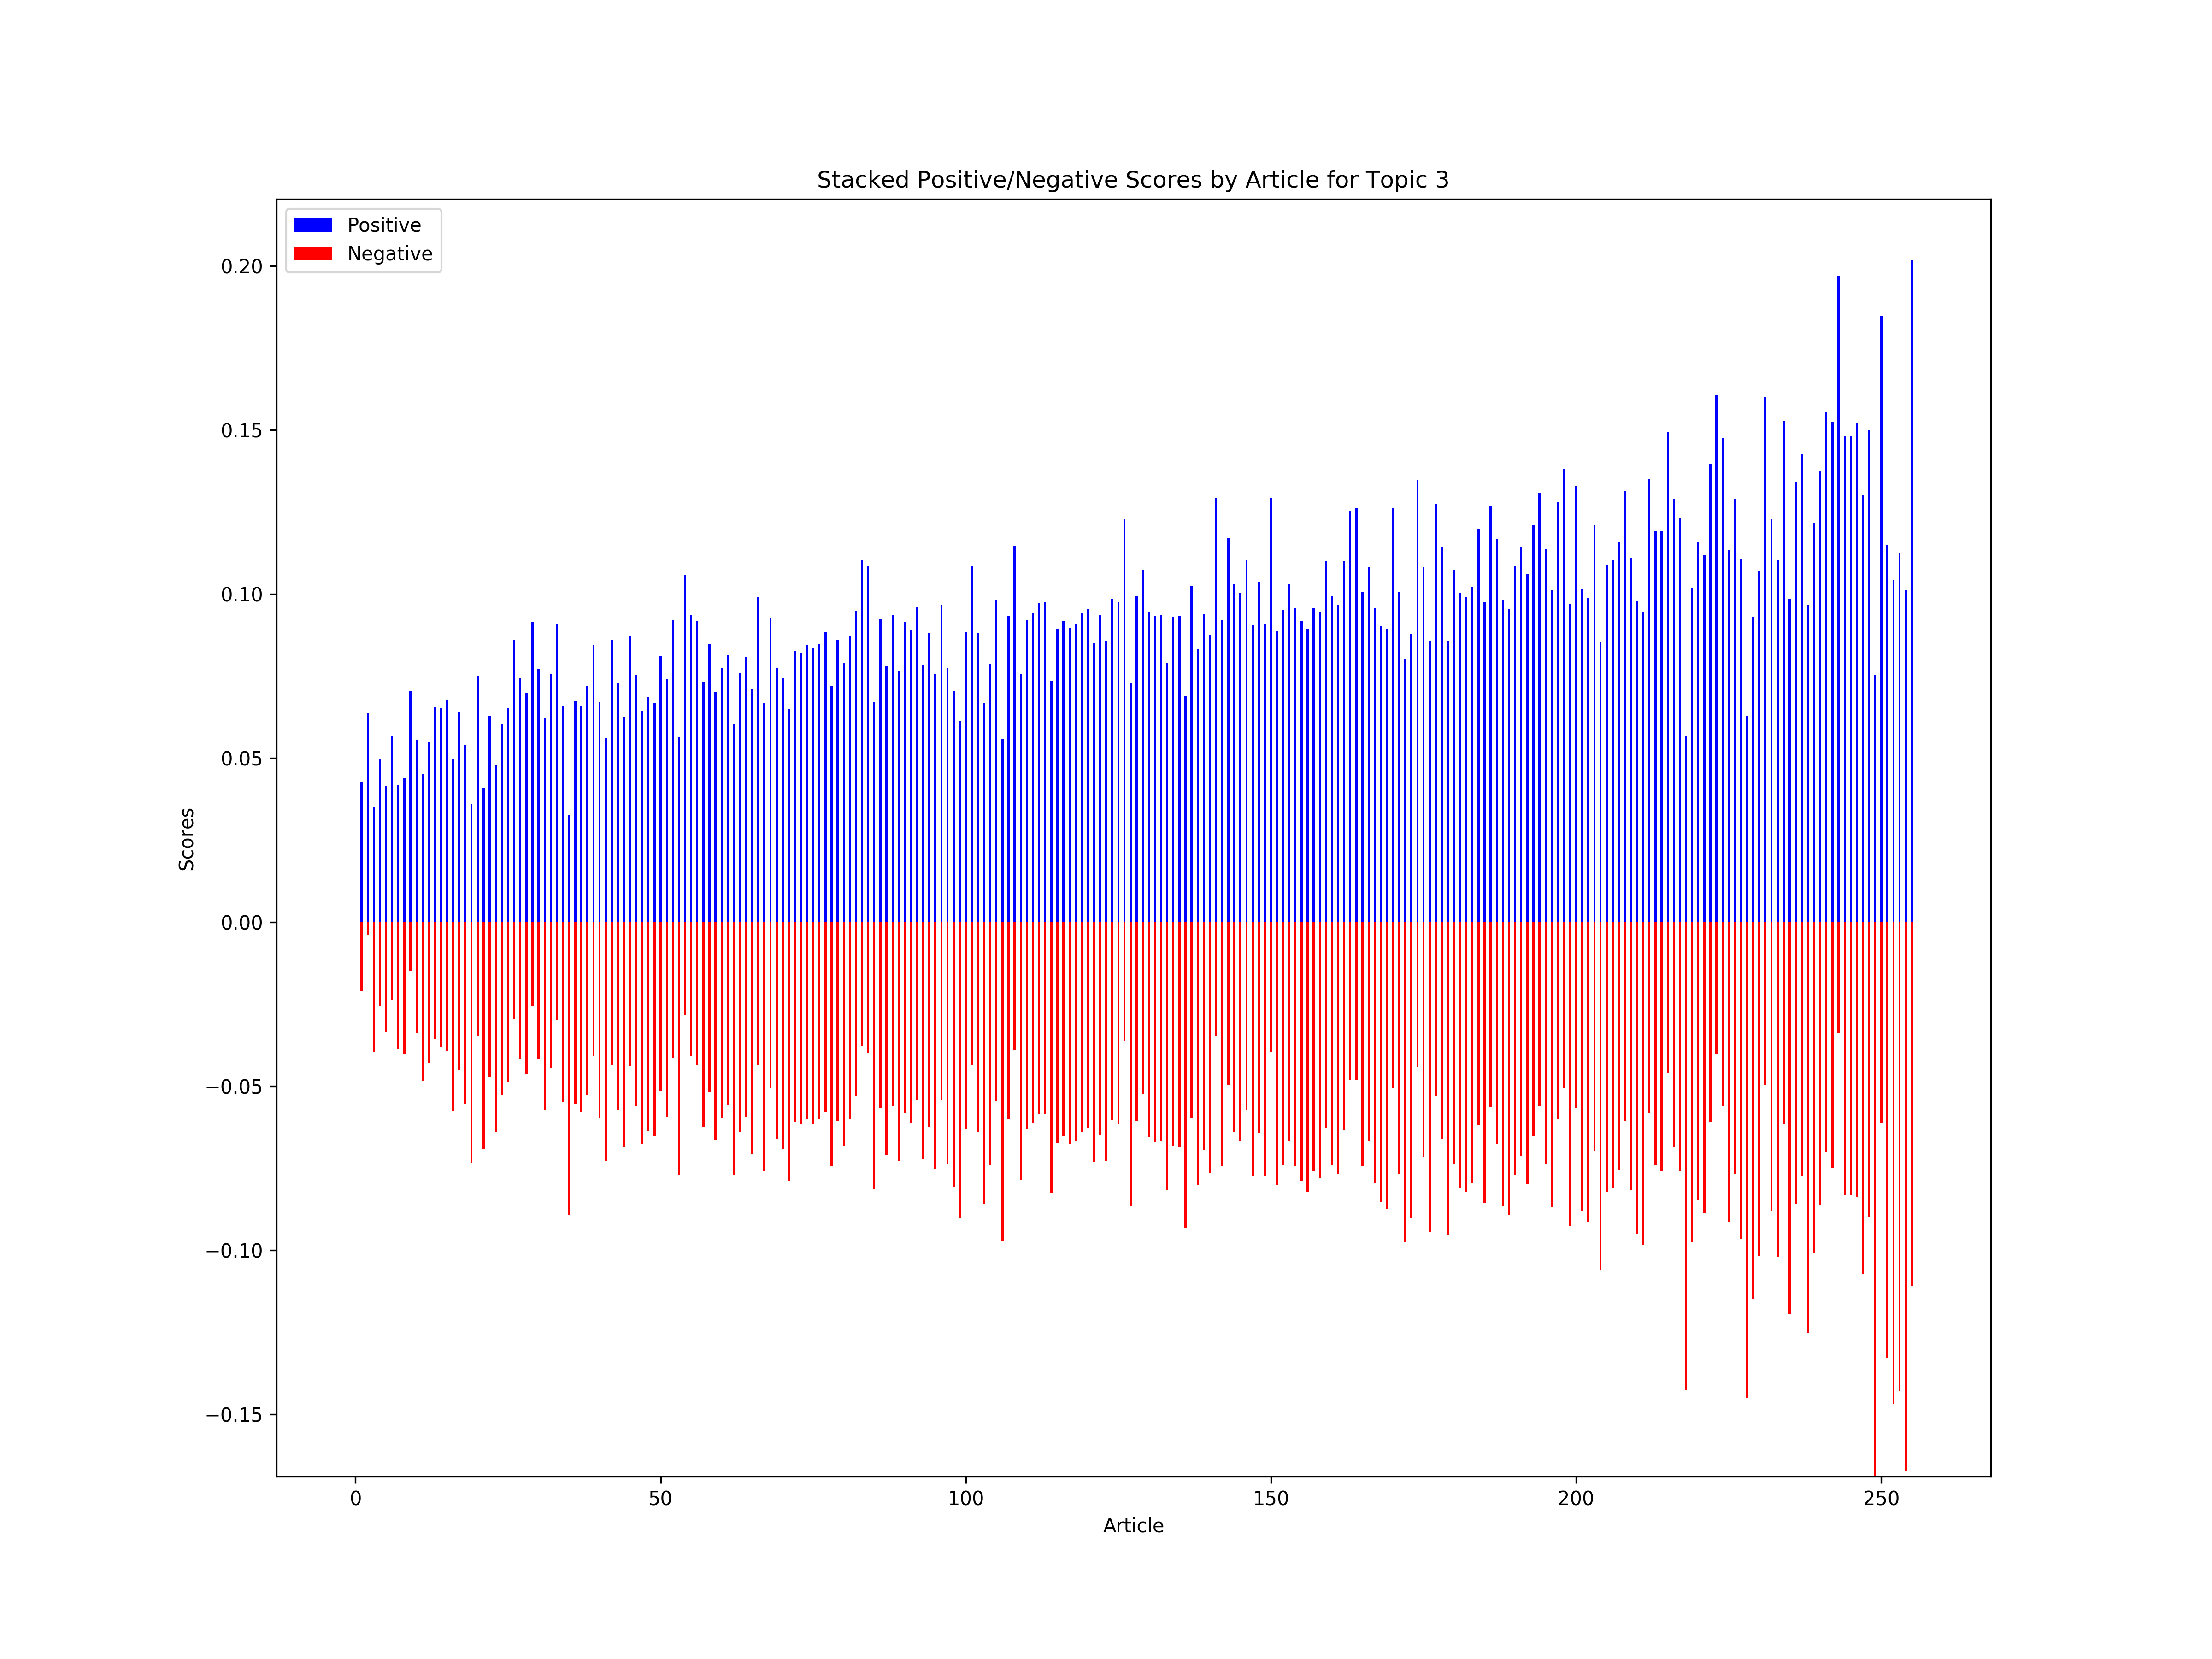 Stacked Positive/Negative Scores by Article for Topic 3
Positive
Negative
0.20
0.15
0.10
0.05
0.00
−0.05
−0.10
−0.15
Scores
0 50 100 150 200 250
Article